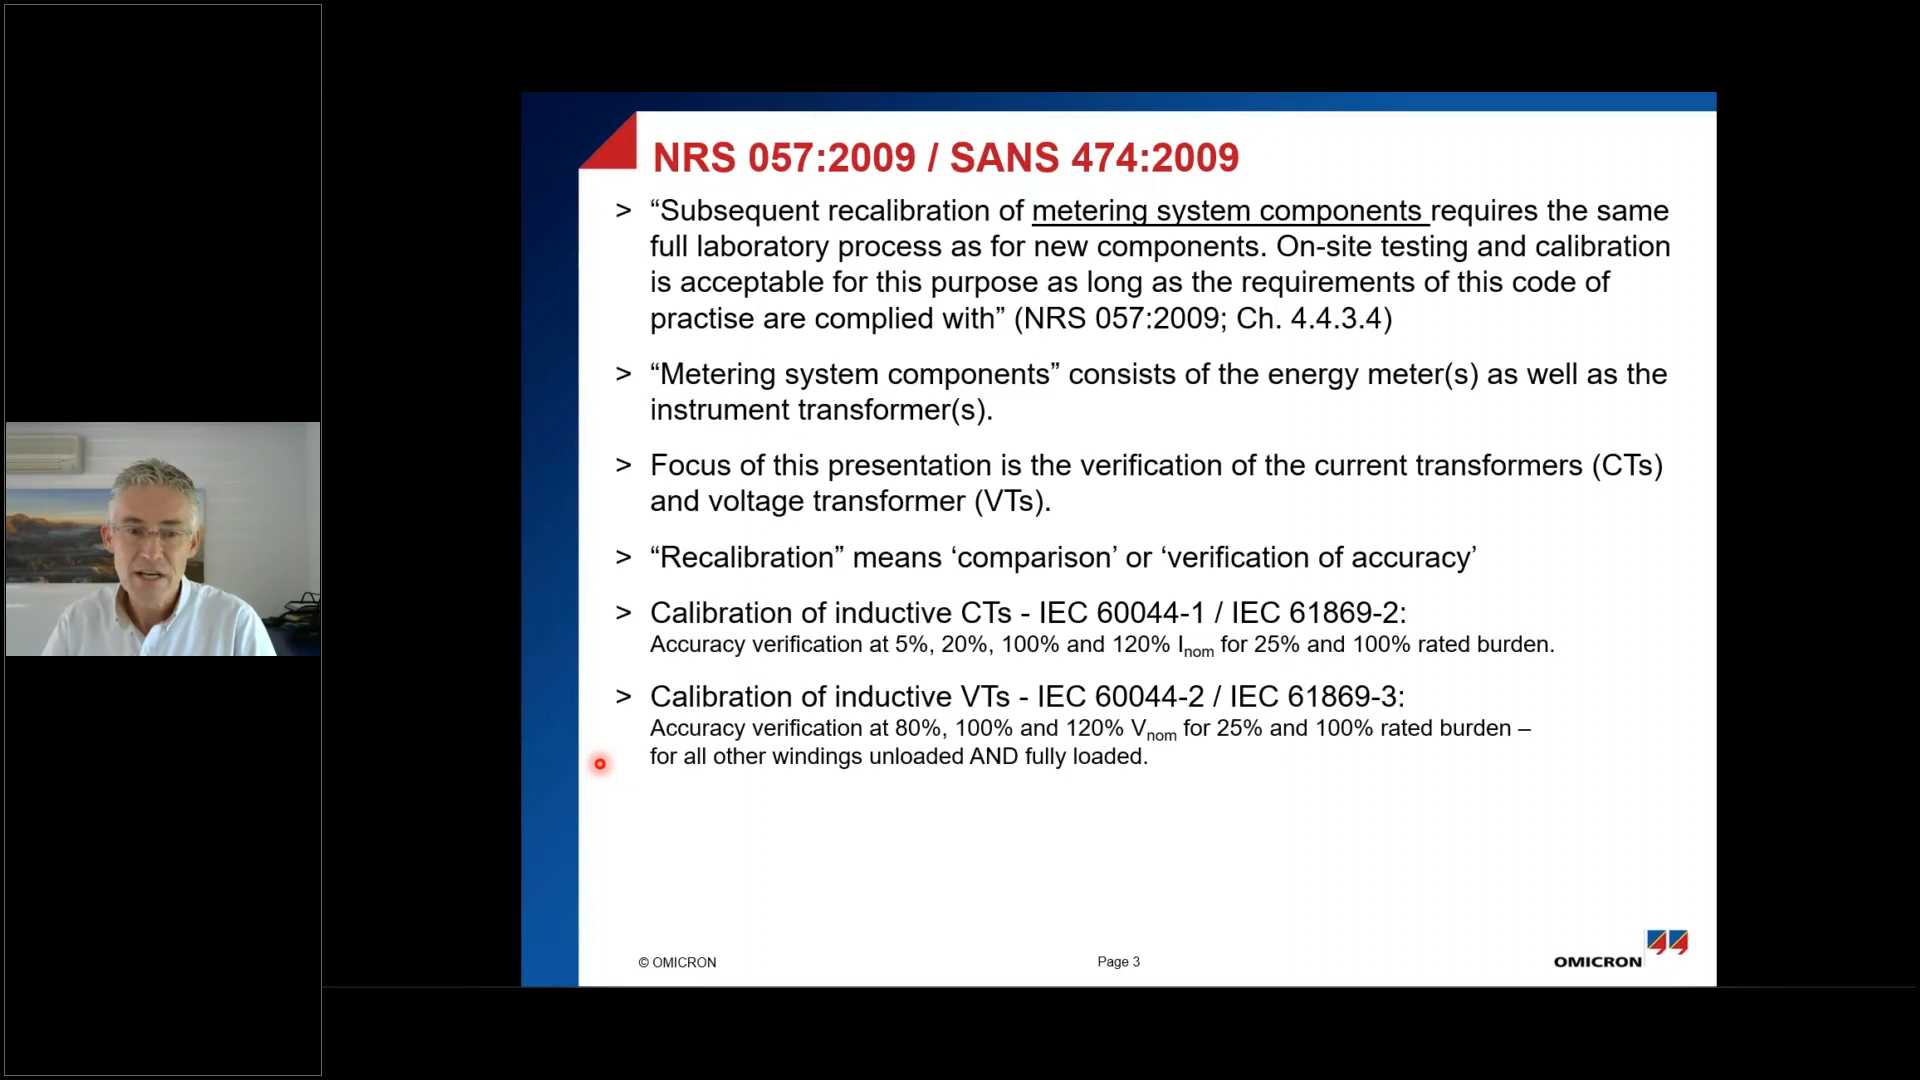 NRS 057:2009 / SANS 474:2009
> “Subsequent recalibration of metering system components requires the same
full laboratory process as for new components. On-site testing and calibration
is acceptable for this purpose as long as the requirements of this code of
practise are complied with” (NRS 057:2009; Ch. 4.4.3.4)
> “Metering system components” consists of the energy meter(s) as well as the
instrument transformer(s).
> Focus of this presentation is the verification of the current transformers (CTs)
and voltage transformer (VTs).
> “Recalibration” means ‘comparison’ or ‘verification of accuracy’
> Calibration of inductive CTs - IEC 60044-1 / IEC 61869-2:
Accuracy verification at 5%, 20%, 100% and 120% Inom for 25% and 100% rated burden.
> Calibration of inductive VTs - IEC 60044-2 / IEC 61869-3:
Accuracy verification at 80%, 100% and 120% Vnom for 25% and 100% rated burden –
for all other windings unloaded AND fully loaded.
© OMICRON
Page 3
OMICRON